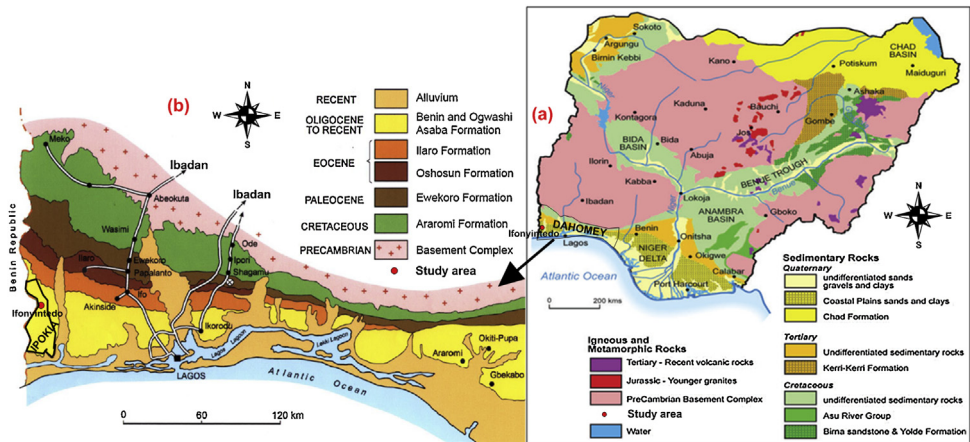 (b)
N
W
E
S
RECENT
Alluvium
OLIGOCENE
TO RECENT
Benin and Ogwashi
Asaba Formation
EOCENE
Ilaro Formation
Oshosun Formation
PALEOCENE
Ewekoro Formation
CRETACEOUS
Araromi Formation
PRECAMBRIAN
Basement Complex
Study area
Benin Republic
Meko
Ibadan
Abeokuta
Ibadan
Wasimi
Ode
Ipori
Shagamu
Ilaro
Ewekoro
Papalanto
Ifo
Akinside
Ifonyintedo
IPOKIA
Ikorodu
Lagos Lagoon
Lekki Lagoon
LAGOS
Atlantic Ocean
Okiti-Pupa
Araromi
Gbekabo
0 60 120 km
(a)
Sokoto
Argungu
Birnin Kebbi
Kano
CHAD
BASIN
Potiskum
Maiduguri
Niger
Kaduna
Bauchi
Ashaka
Gombe
Kontagora
Jos
BIDA
BASIN
Bida
Abuja
Ilorin
BENUE TROUGH
Benue
Kabba
Lokoja
Ibadan
ANAMBRA
BASIN
Gboko
Ifonyintedo
DAHOMEY
Lagos
Benin
Onitsha
NIGER
DELTA
Okigwe
Calabar
Port Harcourt
Atlantic Ocean
0 200 kms
N
W
E
S
Igneous and
Metamorphic Rocks
Tertiary - Recent volcanic rocks
Jurassic - Younger granites
PreCambrian Basement Complex
Study area
Water
Sedimentary Rocks
Quaternary
undifferentiated sands
gravels and clays
Coastal Plains sands and clays
Chad Formation
Tertiary
Undifferentiated sedimentary rocks
Kerri-Kerri Formation
Cretaceous
undifferentiated sedimentary rocks
Asu River Group
Birna sandstone & Yolde Formation